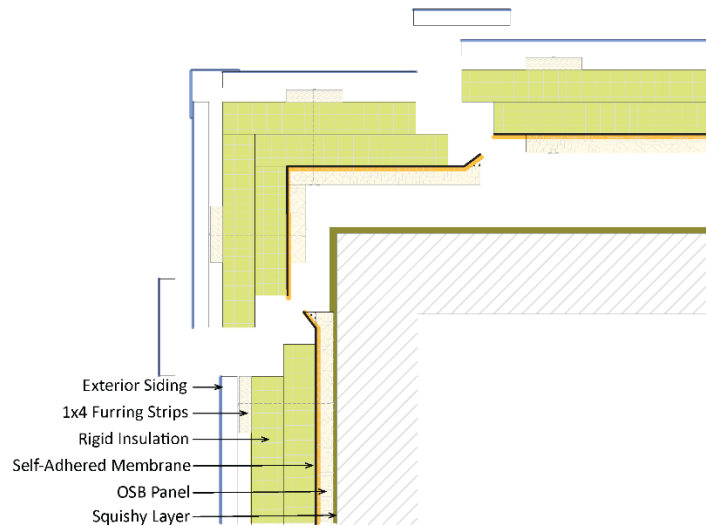 Exterior Siding
1x4 Furring Strips
Rigid Insulation
Self-Adhered Membrane
OSB Panel
Squishy Layer